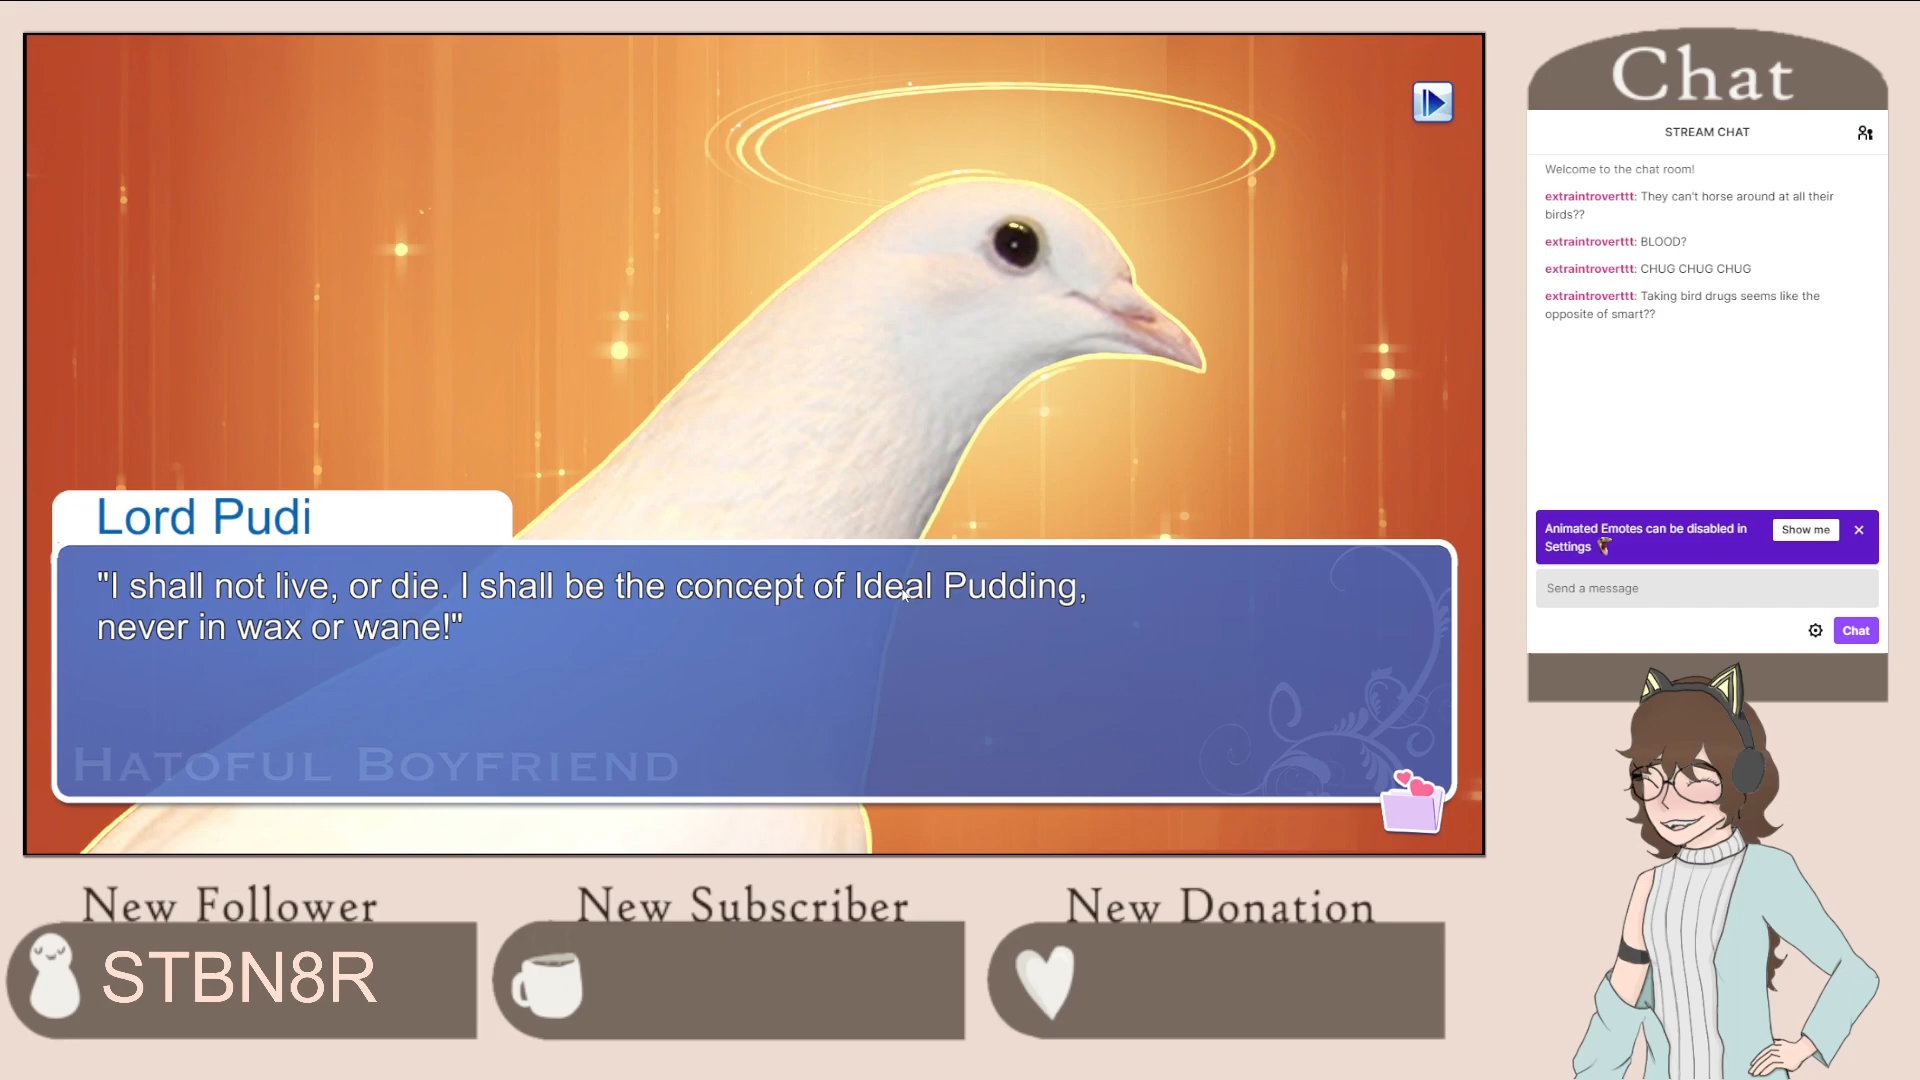 Chat
STREAM CHAT
Welcome to the chat room!
extraintroverttt: They can't horse around at all their
birds??
extraintroverttt: BLOOD?
extraintroverttt: CHUG CHUG CHUG
extraintroverttt: Taking bird drugs seems like the
opposite of smart??
Animated Emotes can be disabled in
Settings
Show me
Send a message
Chat
Lord Pudi
"I shall not live, or die. I shall be the concept of Ideal Pudding,
never in wax or wane!"
HATOFUL BOYFRIEND
New Follower
STBN8R
New Subscriber
New Donation